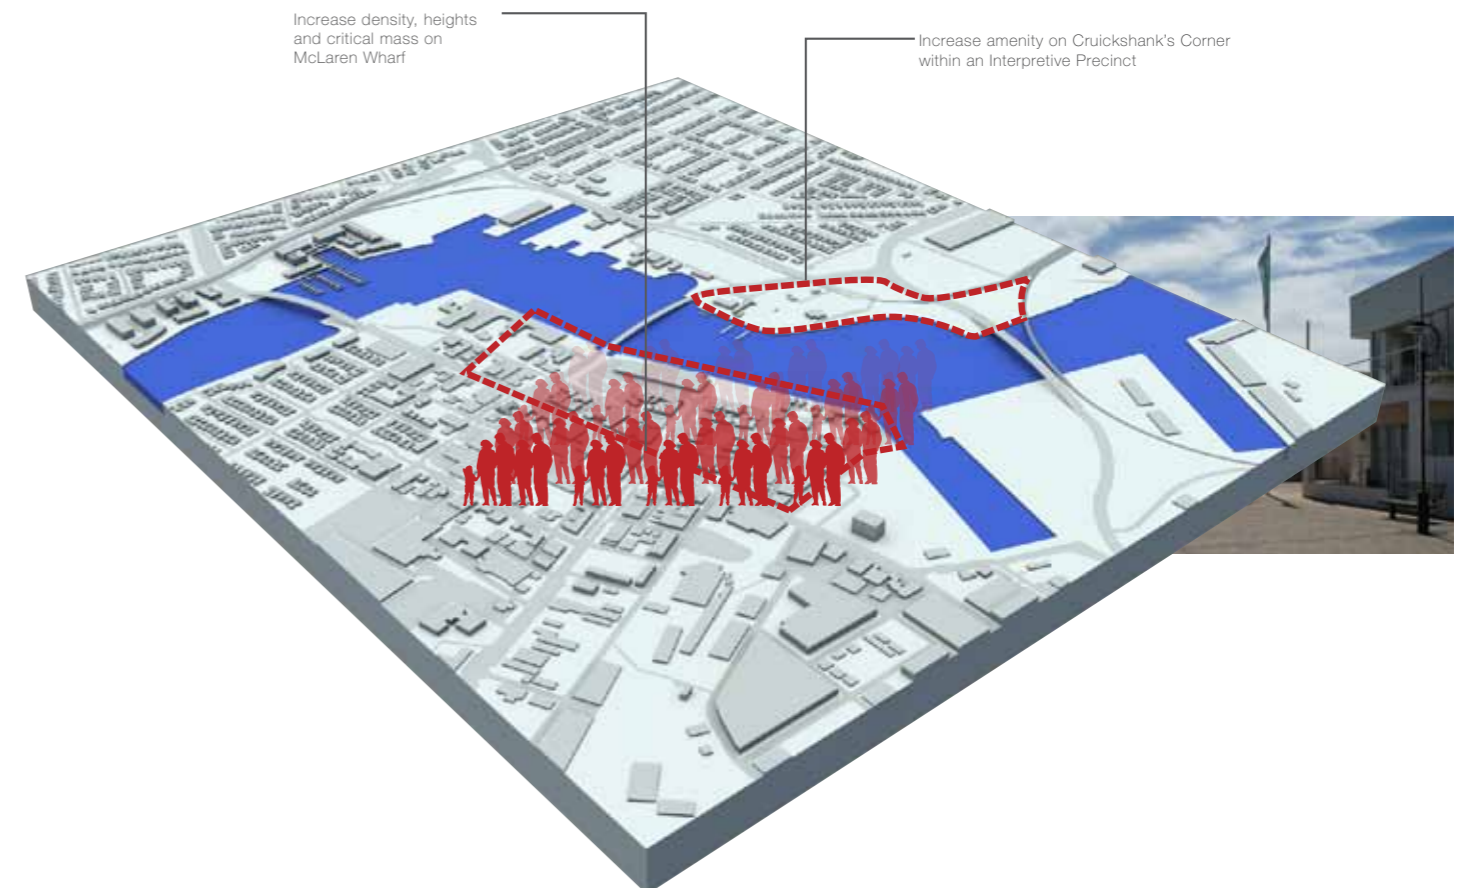 Increase density, heights
and critical mass on
McLaren Wharf
Increase amenity on Cruickshank's Corner
within an Interpretive Precinct